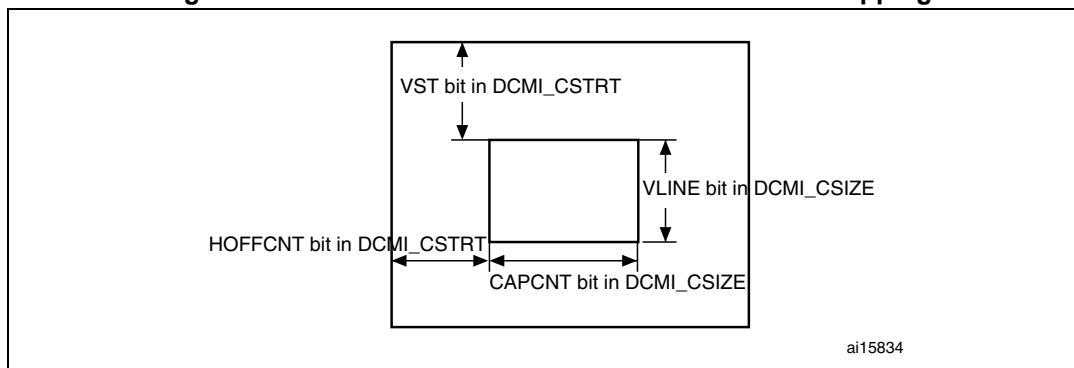 VST bit in DCMI_CSTRT
VLINE bit in DCMI_CSIZE
HOFFCNT bit in DCMI_CSTRT
CAPCNT bit in DCMI_CSIZE
ai15834